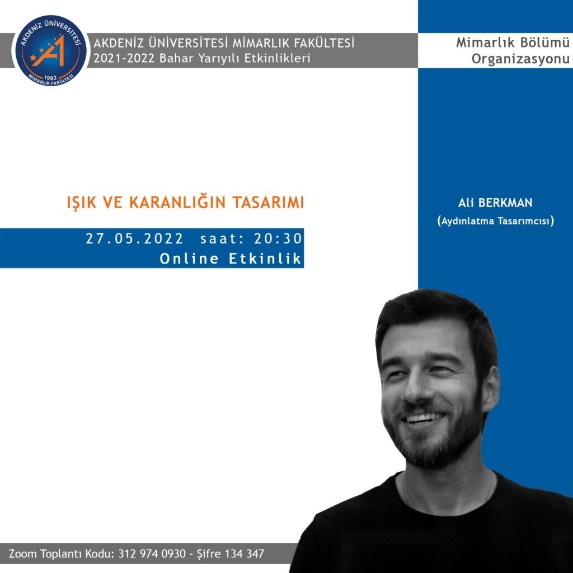 AKDENİZ ÜNİVERSİTESİ
1982
MİMARLIK FAKÜLTESİ
AKDENİZ ÜNİVERSİTESİ MİMARLIK FAKÜLTESİ
2021-2022 Bahar Yarıyılı Etkinlikleri
Mimarlık Bölümü
Organizasyonu
IŞIK VE KARANLIĞIN TASARIMI
27.05.2022 saat: 20:30
Online Etkinlik
Ali BERKMAN
(Aydınlatma Tasarımcısı)
Zoom Toplantı Kodu: 312 974 0930 - Şifre 134 347